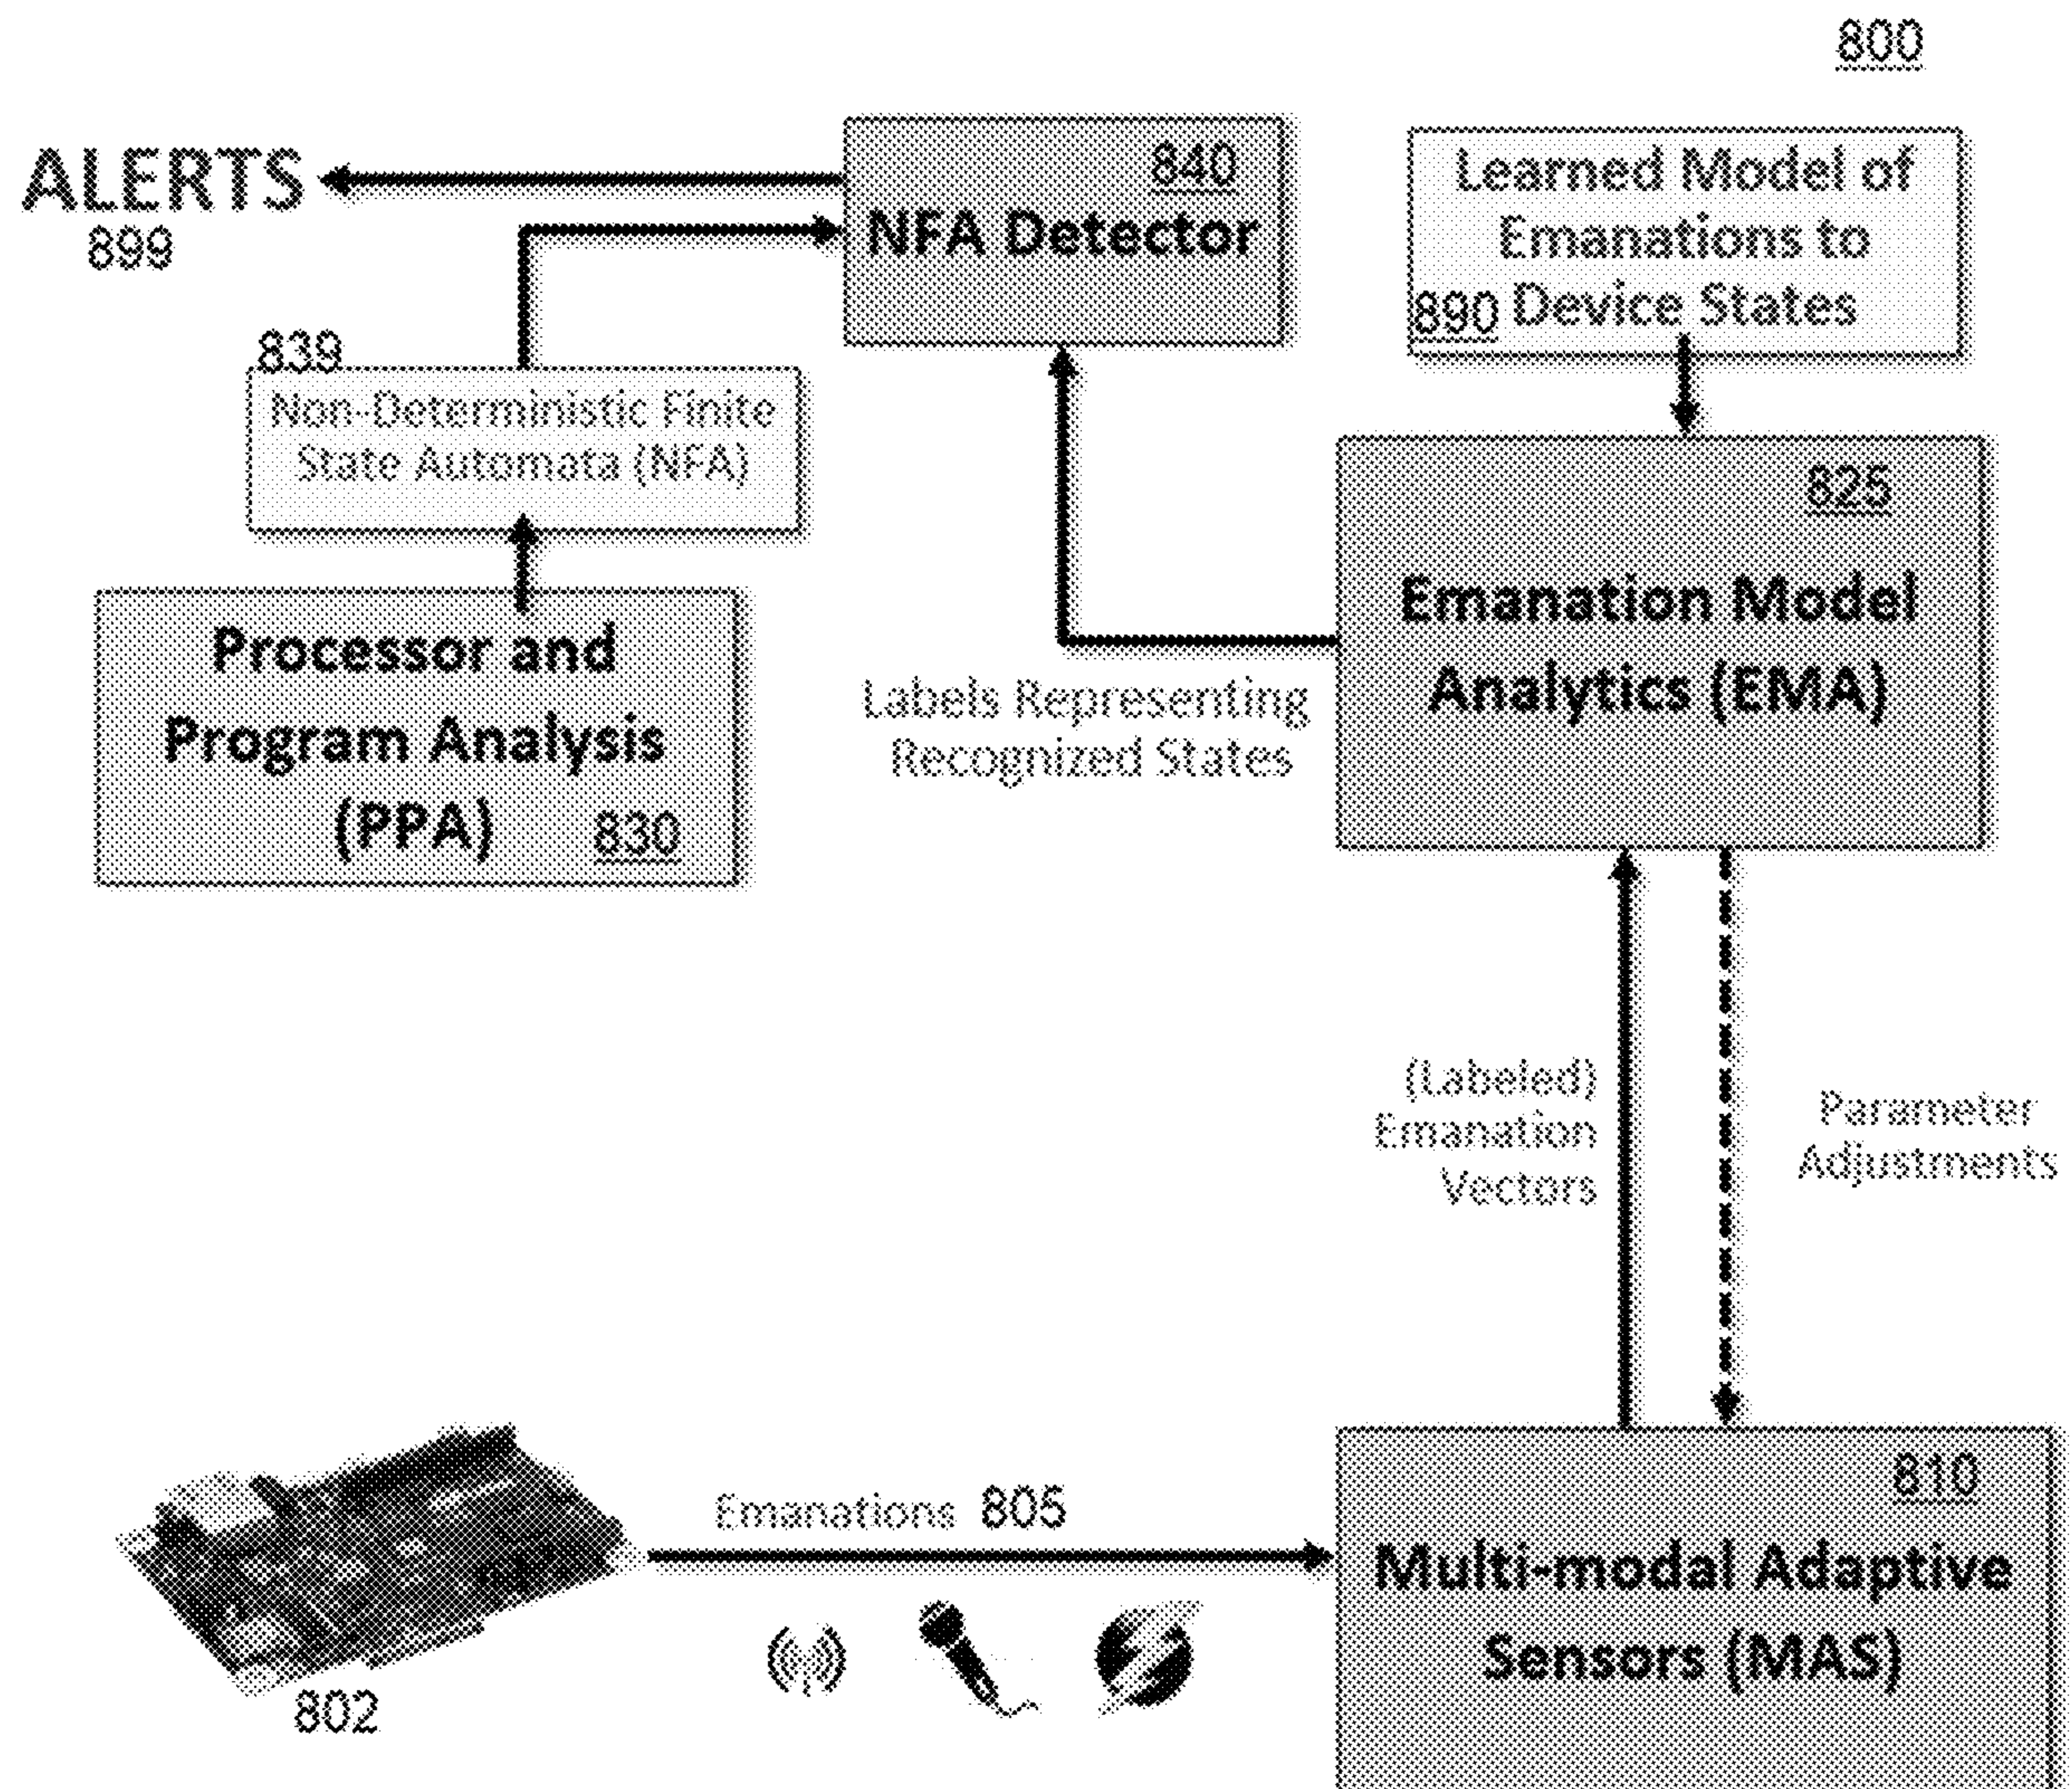 800
ALERTS
899
840
NFA Detector
Learned Model of
Emanations to
890 Device States
839
Non-Deterministic Finite
State Automata (NFA)
825
Emanation Model
Analytics (EMA)
Processor and
Program Analysis
(PPA) 830
Labels Representing
Recognized States
(Labeled)
Emanation
Vectors
Parameter
Adjustments
Emanations 805
802
810
Multi-modal Adaptive
Sensors (MAS)